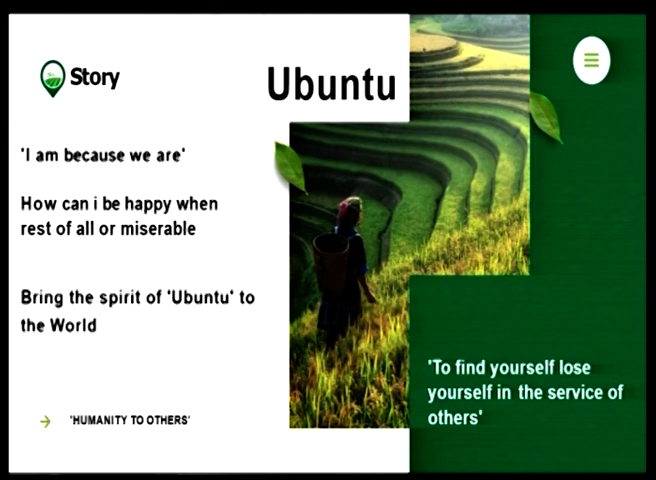 Story
Ubuntu
'I am because we are'
How can i be happy when
rest of all or miserable
Bring the spirit of 'Ubuntu' to
the World
'HUMANITY TO OTHERS'
'To find yourself lose
yourself in the service of
others'